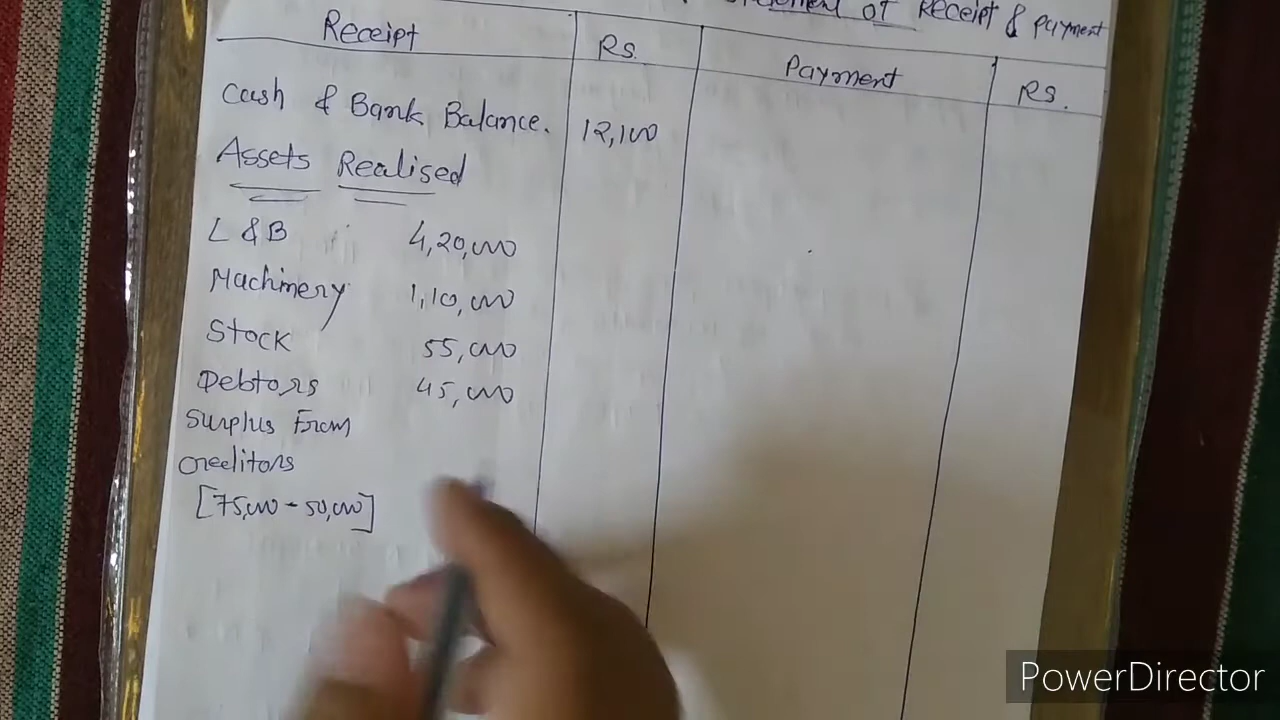 of Receipt & Payment
Receipt Rs. Payment Rs.
Cash & Bank Balance. 12,100
Assets Realised
L &B 4,20,000
Machinery 1,10,000
Stock 55,000
Debtors 45,000
Surplus From
Creditors
[75,000 - 50,000]
PowerDirector